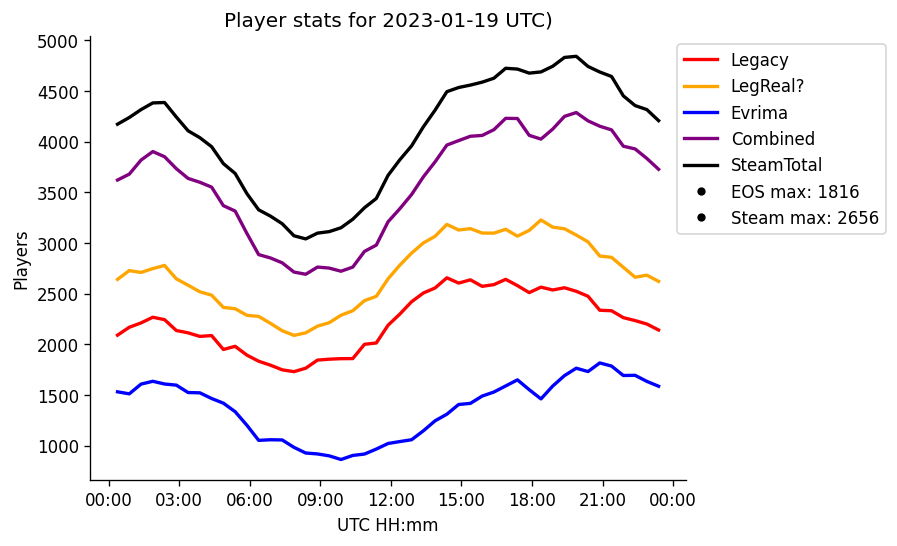 Player stats for 2023-01-19 UTC)
5000
4500
4000
3500
3000
2500
2000
1500
1000
Players
00:00 03:00 06:00 09:00 12:00 15:00 18:00 21:00 00:00
UTC HH:mm
Legacy
LegReal?
Evrima
Combined
SteamTotal
EOS max: 1816
Steam max: 2656